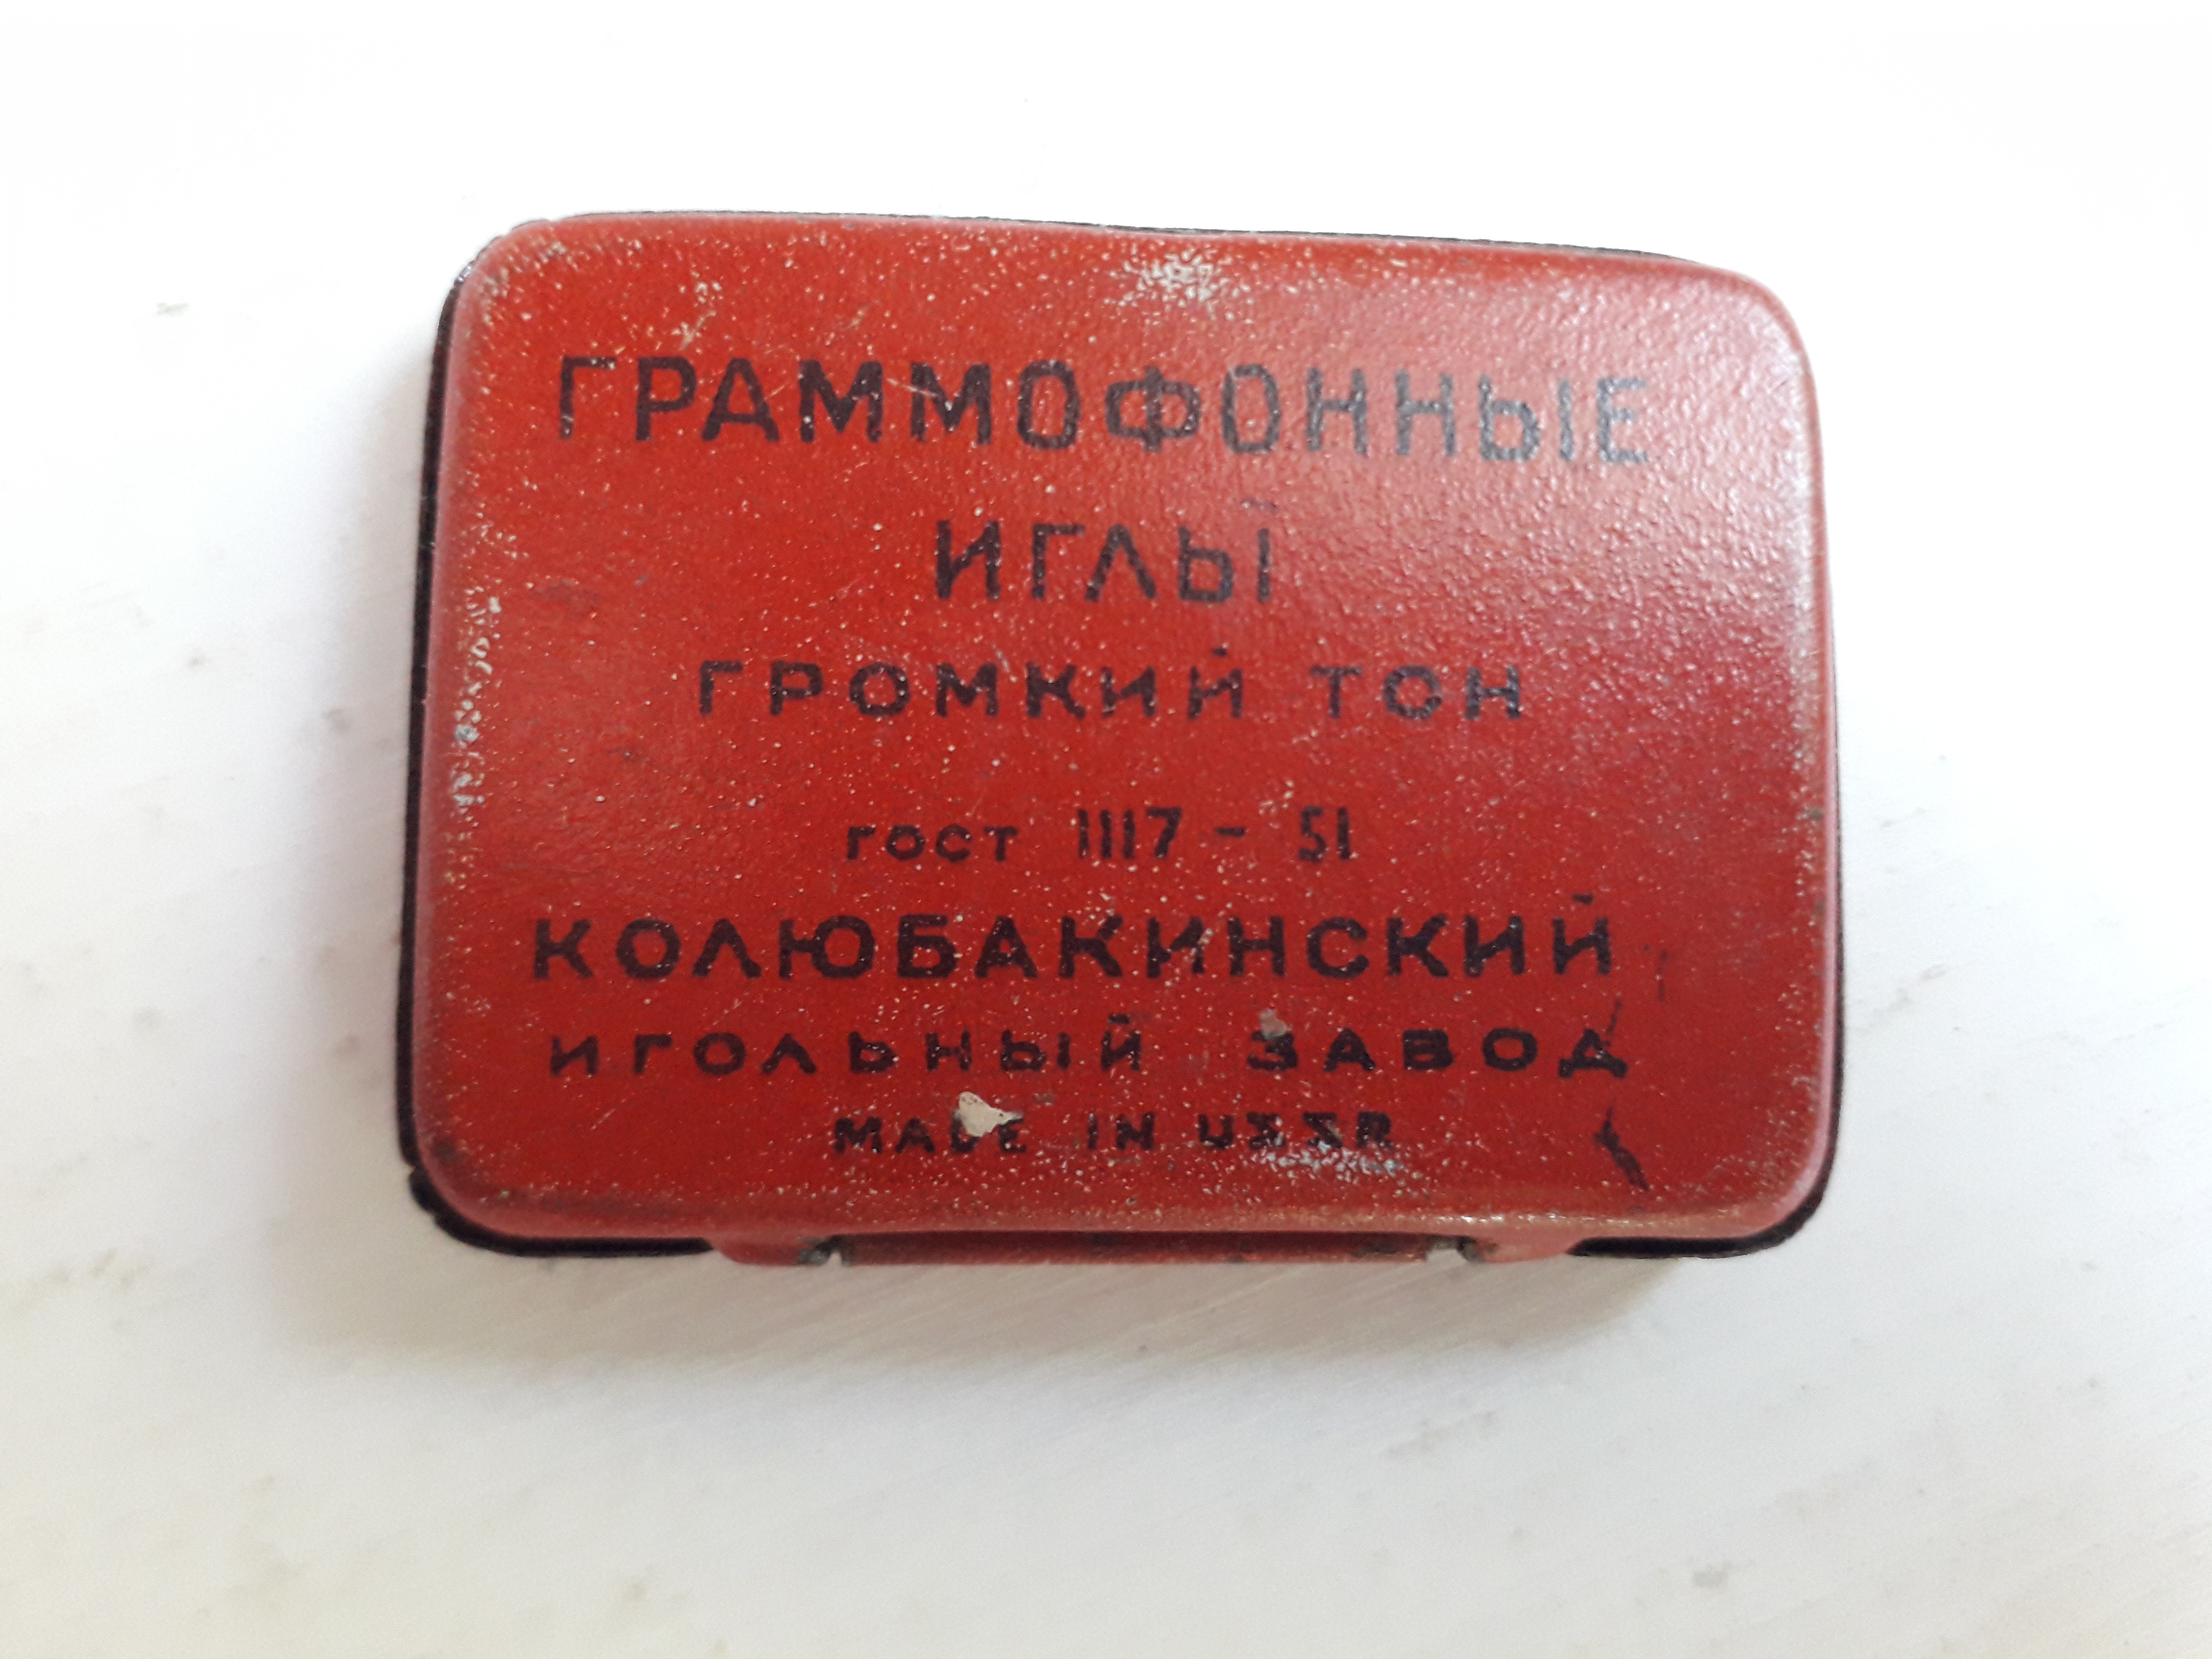 ГРАММОФОННЫЕ
ИГЛЫ
ГРОМКИЙ ТОН
ГОСТ 1117 - 51
КОЛЮБАКИНСКИЙ
ИГОЛЬНЫЙ ЗАВОД
MADE IN USSR